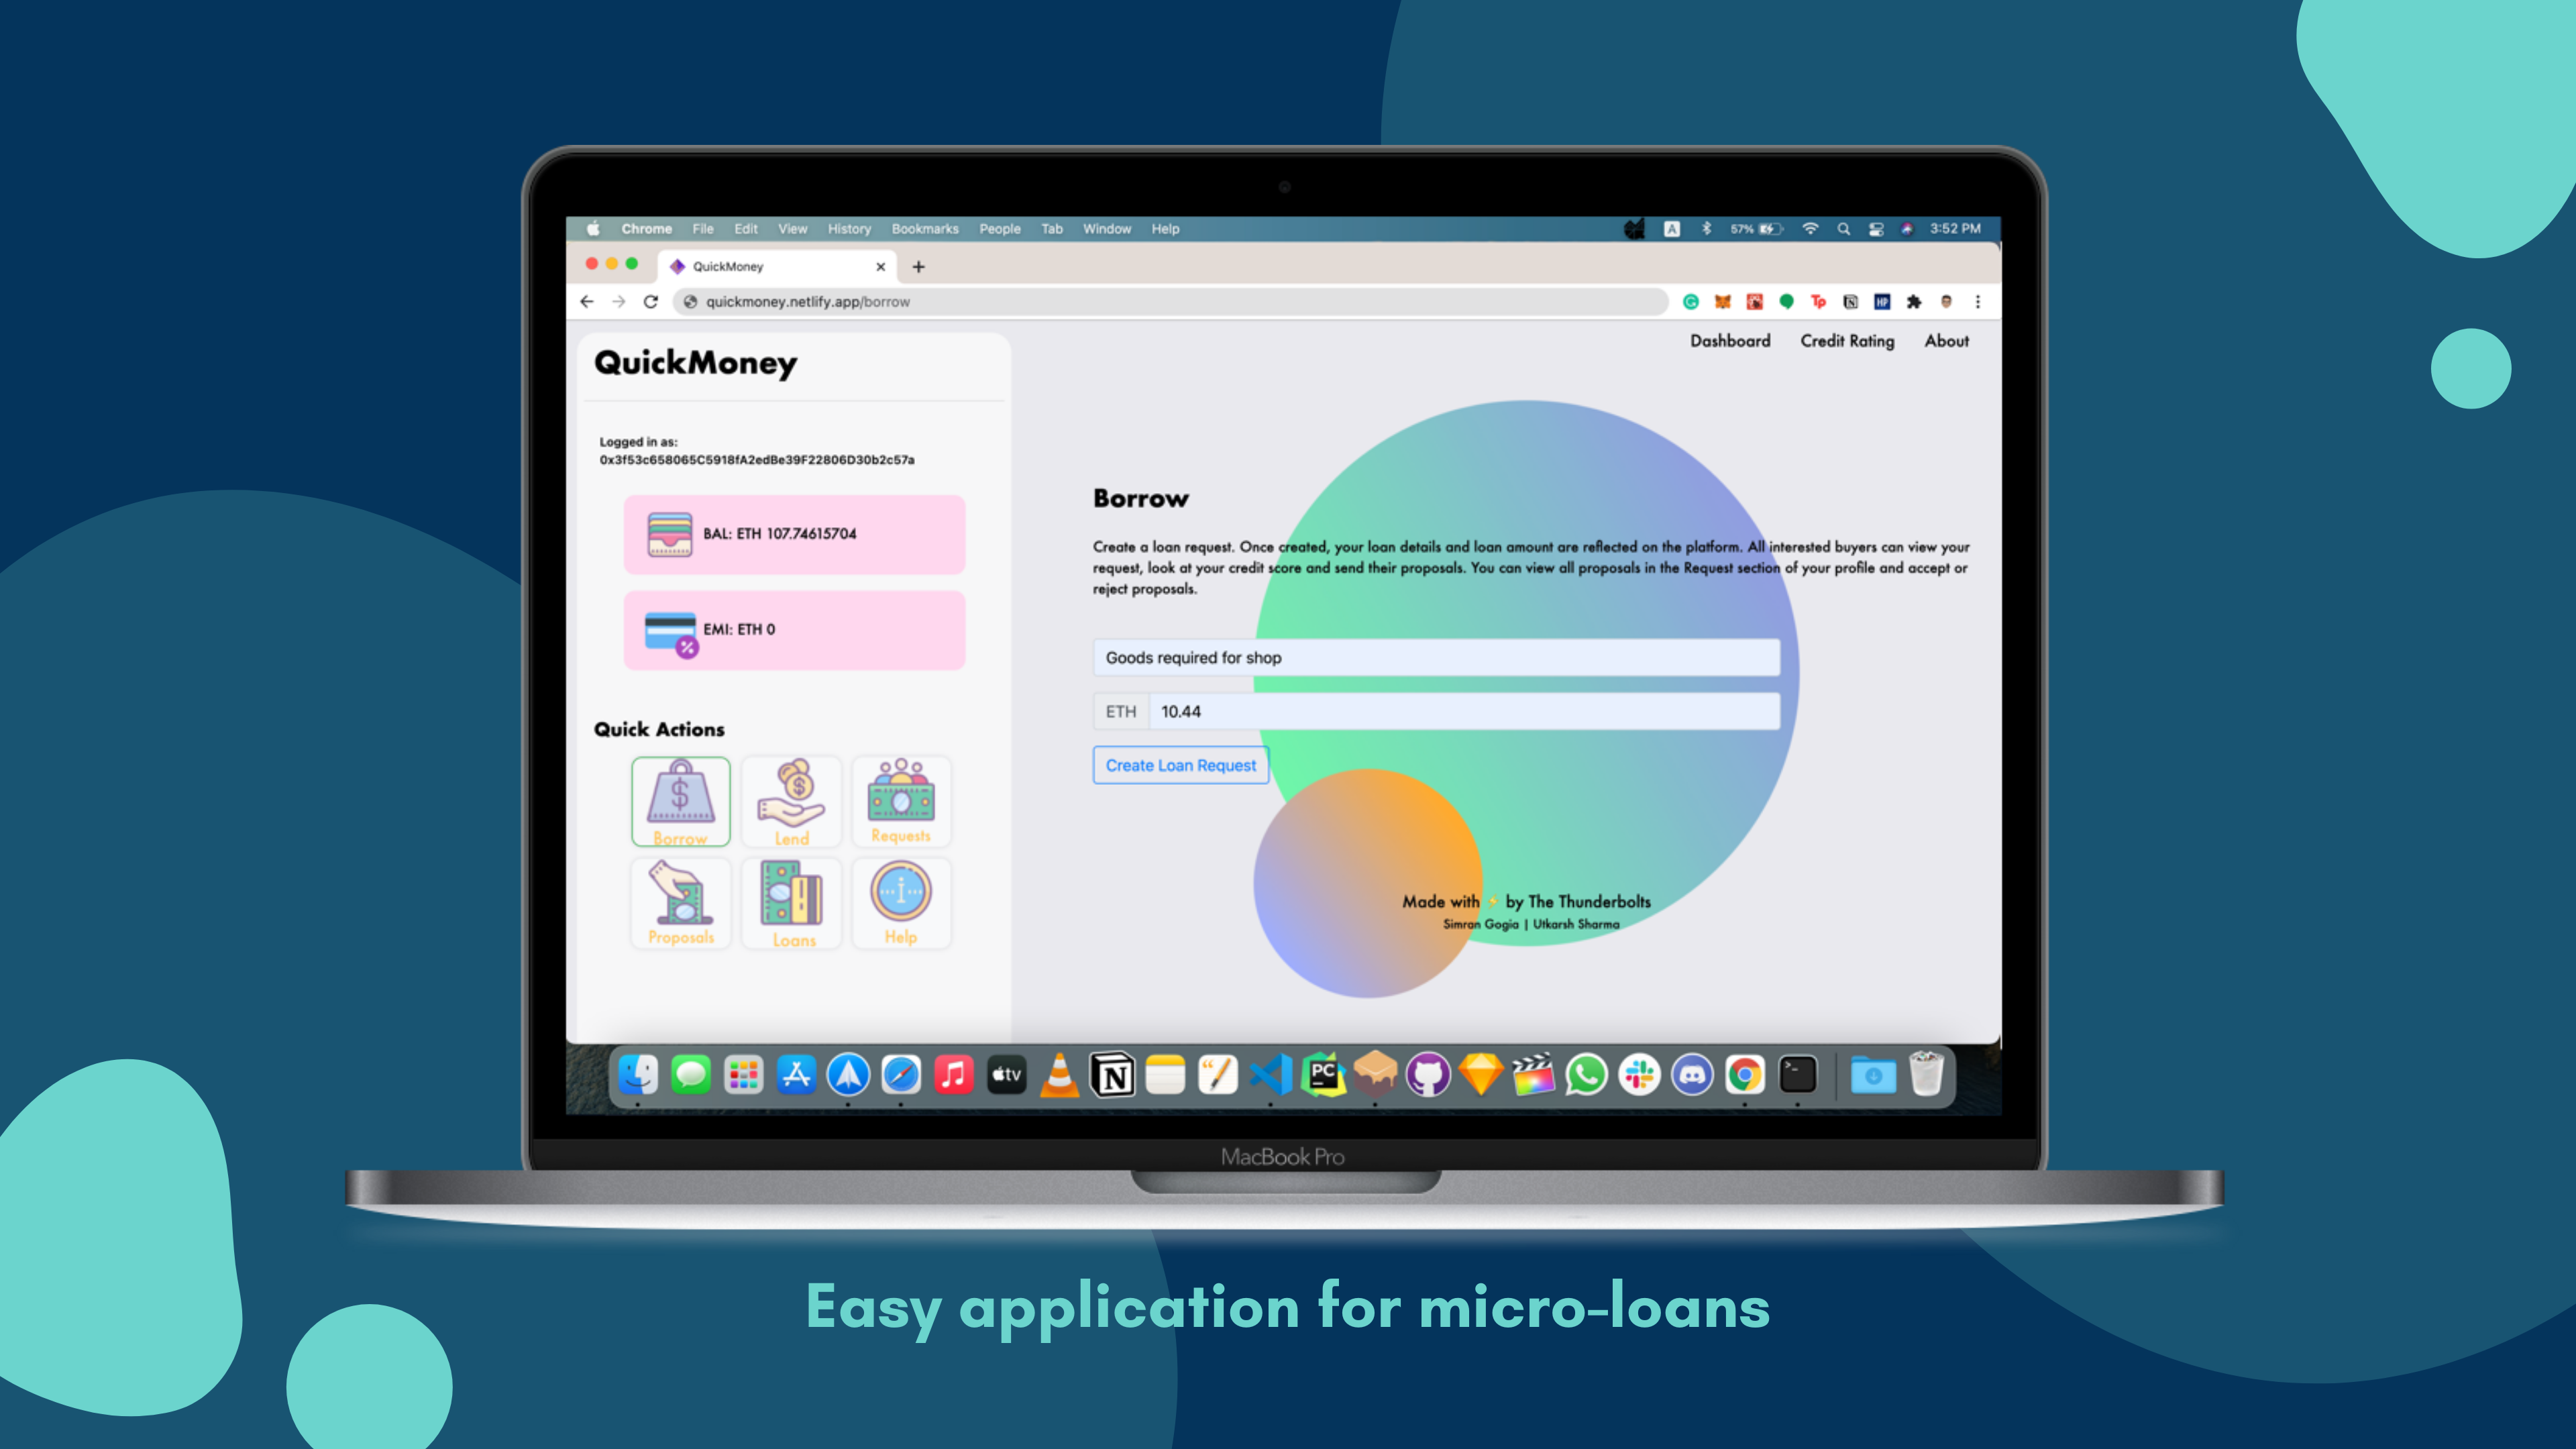 Chrome File Edit View History Bookmarks People Tab Window Help A 57% 3:52 PM
QuickMoney
quickmoney.netlify.app/borrow
Tp N HP
QuickMoney
Dashboard Credit Rating About
Logged in as:
0x3f53c658065C5918fA2edBe39F22806D30b2c57a
BAL: ETH 107.74615704
EMI: ETH 0
Quick Actions
Borrow Lend Requests
Proposals Loans Help
Borrow
Create a loan request. Once created, your loan details and loan amount are reflected on the platform. All interested buyers can view your
request, look at your credit score and send their proposals. You can view all proposals in the Request section of your profile and accept or
reject proposals.
Goods required for shop
ETH 10.44
Create Loan Request
Made with ⚡ by The Thunderbolts
Simran Gogia | Utkarsh Sharma
tv N PC
MacBook Pro
Easy application for micro-loans